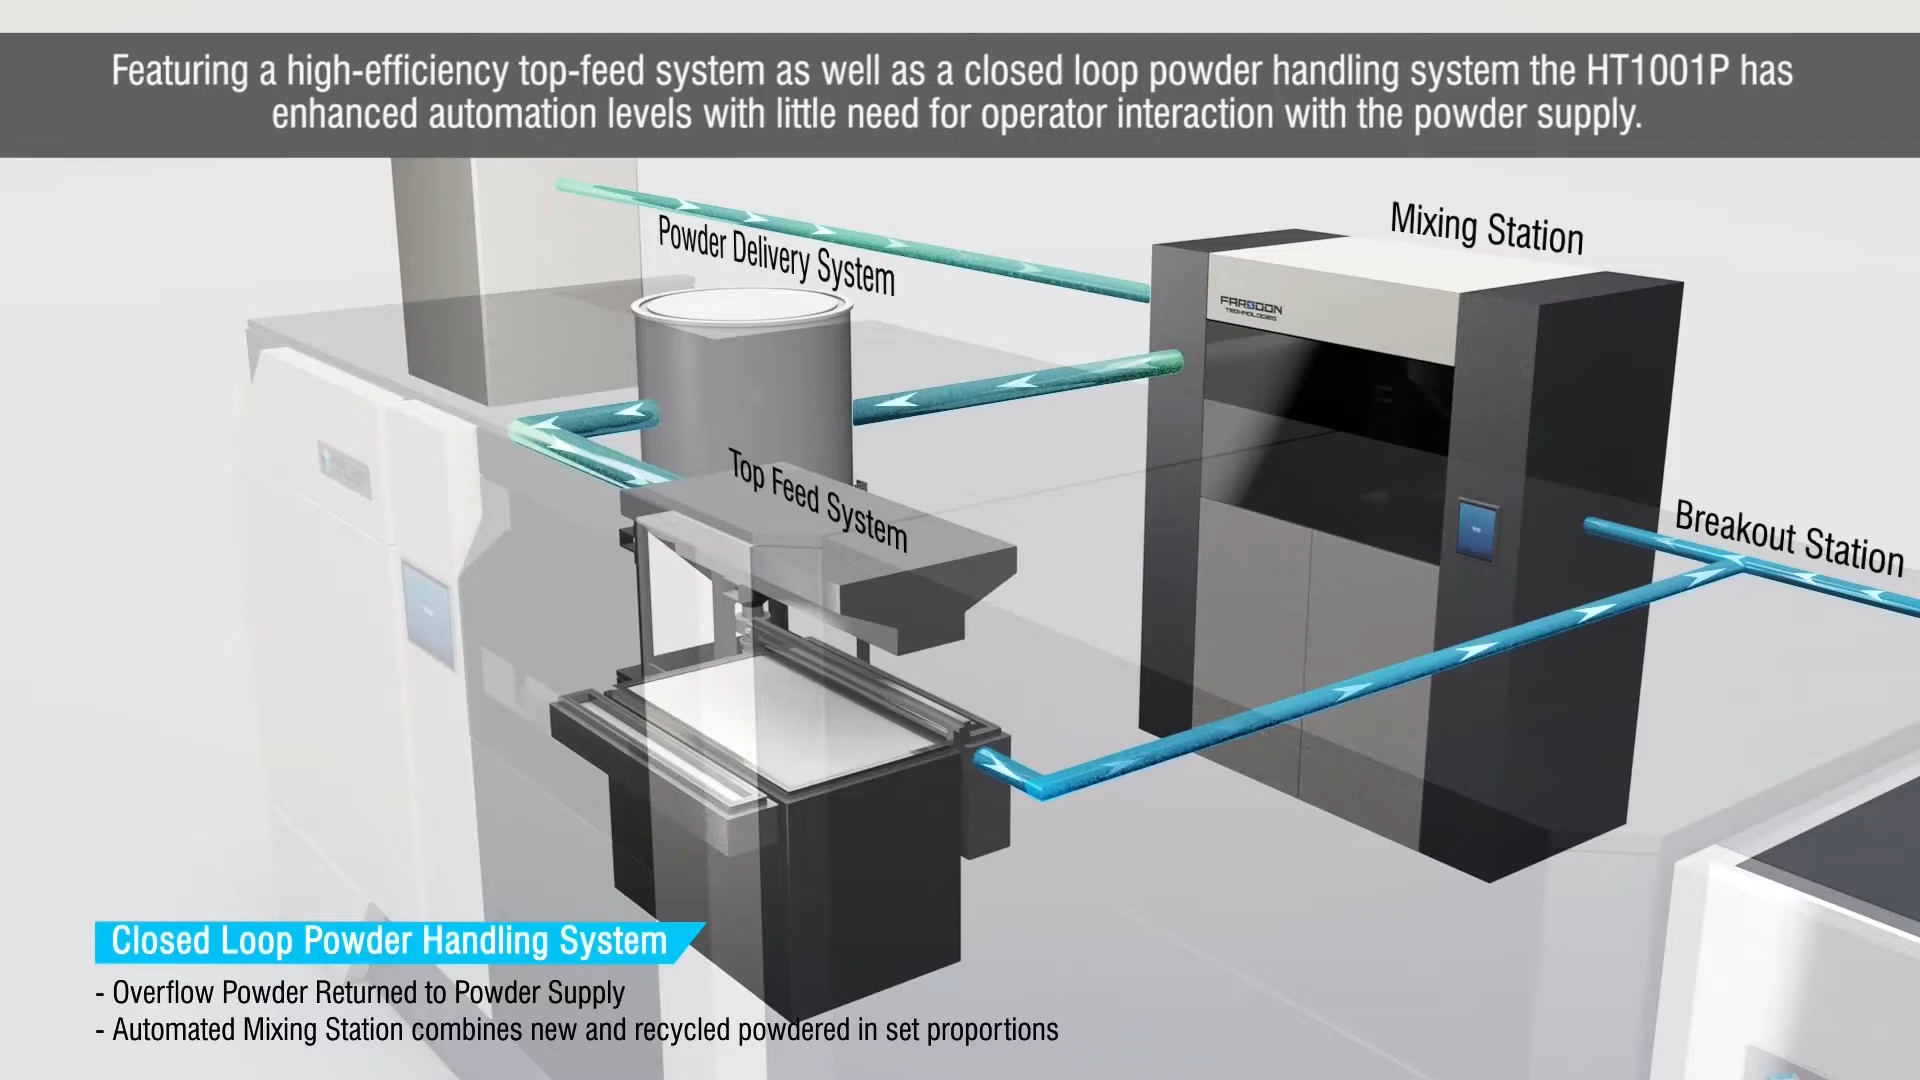 Featuring a high-efficiency top-feed system as well as a closed loop powder handling system the HT1001P has
enhanced automation levels with little need for operator interaction with the powder supply.
Mixing Station
Powder Delivery System
FARSOON
TECHNOLOGIES
Top Feed System
Breakout Station
Closed Loop Powder Handling System
- Overflow Powder Returned to Powder Supply
- Automated Mixing Station combines new and recycled powdered in set proportions